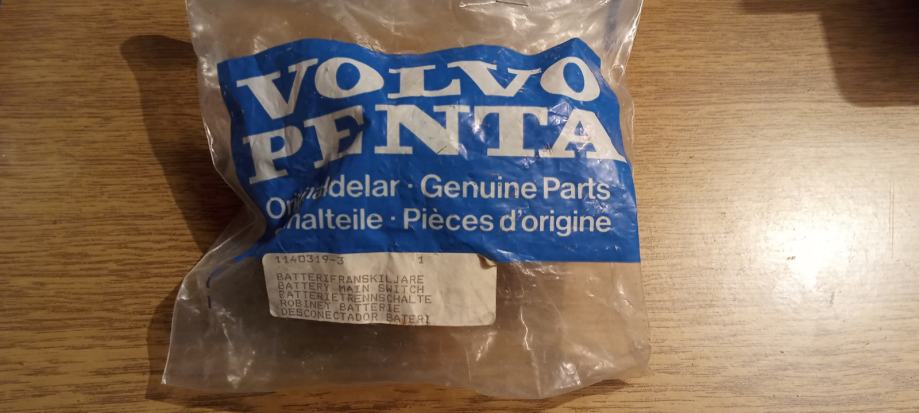 VOLVO
PENTA
Originaldelar · Genuine Parts
Originalteile · Pièces d'origine
1140319-3 1
BATTERIFRANSKILJARE
BATTERY MAIN SWITCH
BATTERIETRENNSCHALTE
ROBINET BATTERIE
DESCONECTADOR BATERI